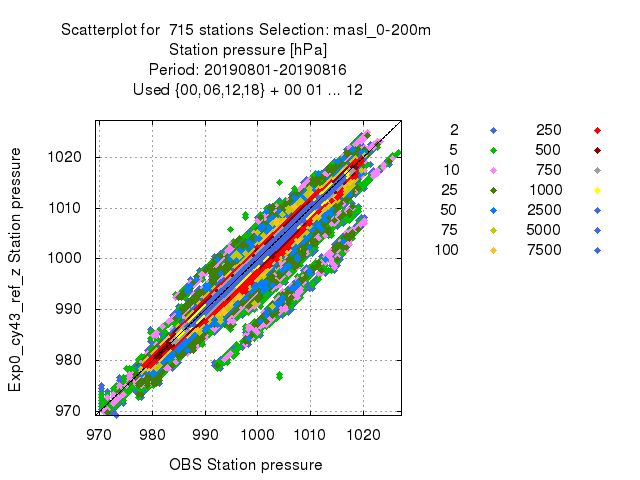 Scatterplot for 715 stations Selection: masl_0-200m
Station pressure [hPa]
Period: 20190801-20190816
Used {00,06,12,18} + 00 01 ... 12
Exp0_cy43_ref_z Station pressure
1020
1010
1000
990
980
970
970 980 990 1000 1010 1020
OBS Station pressure
2 250
5 500
10 750
25 1000
50 2500
75 5000
100 7500